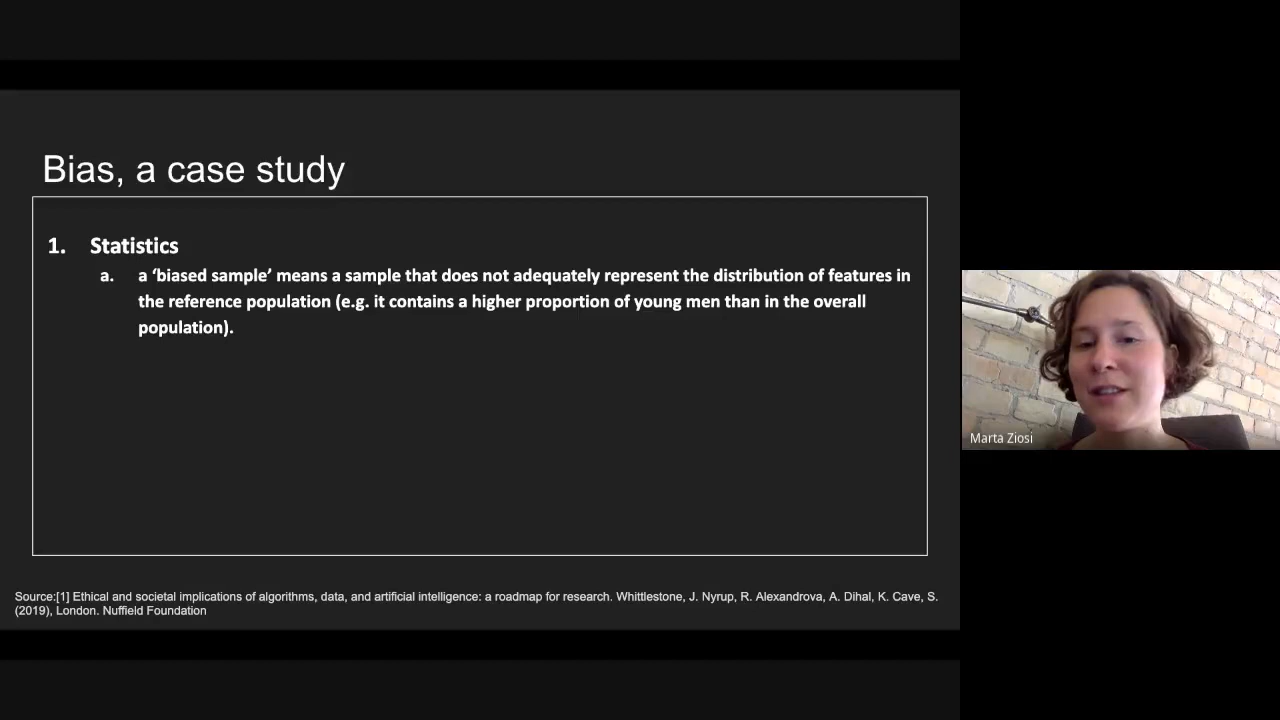 Bias, a case study
1. Statistics
a. a ‘biased sample’ means a sample that does not adequately represent the distribution of features in
the reference population (e.g. it contains a higher proportion of young men than in the overall
population).
Marta Ziosi
Source:[1] Ethical and societal implications of algorithms, data, and artificial intelligence: a roadmap for research. Whittlestone, J. Nyrup, R. Alexandrova, A. Dihal, K. Cave, S.
(2019), London. Nuffield Foundation